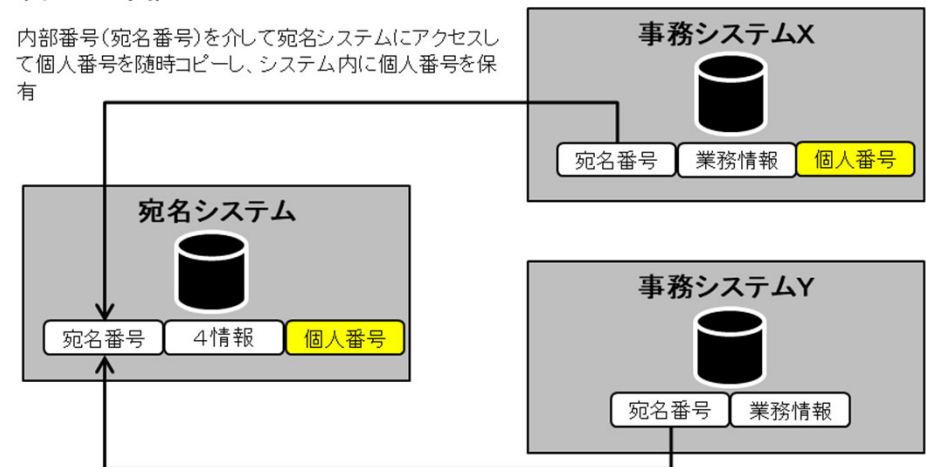 内部番号(宛名番号)を介して宛名システムにアクセスし
て個人番号を随時コピーし、システム内に個人番号を保
有
事務システムX
宛名番号 業務情報 個人番号
宛名システム
宛名番号 4情報 個人番号
事務システムY
宛名番号 業務情報